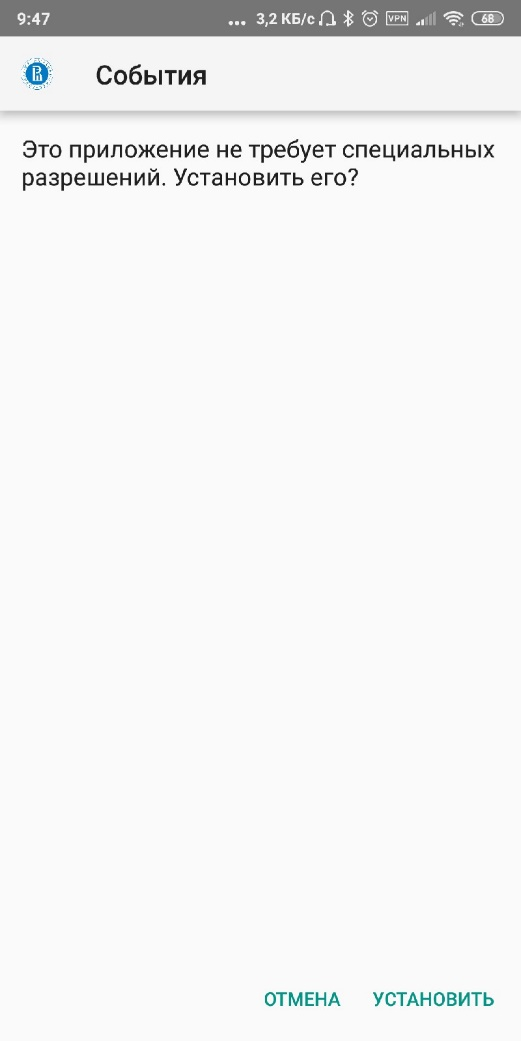 9:47
... 3,2 КБ/с VPN 68
События
Это приложение не требует специальных
разрешений. Установить его?
ОТМЕНА УСТАНОВИТЬ